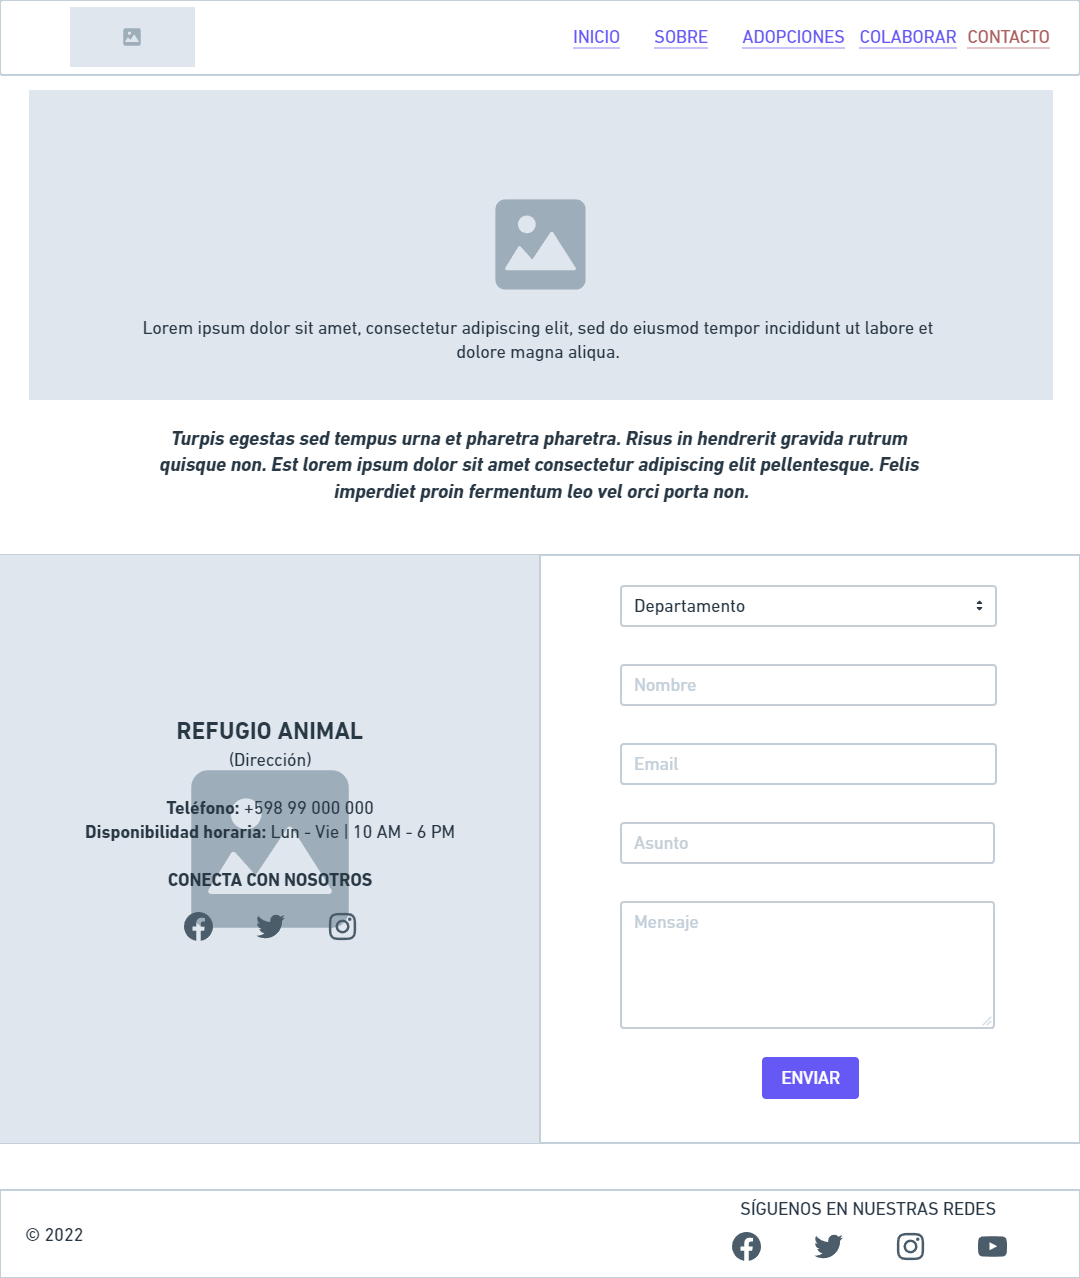 INICIO SOBRE ADOPCIONES COLABORAR CONTACTO
Lorem ipsum dolor sit amet, consectetur adipiscing elit, sed do eiusmod tempor incididunt ut labore et
dolore magna aliqua.
Turpis egestas sed tempus urna et pharetra pharetra. Risus in hendrerit gravida rutrum
quisque non. Est lorem ipsum dolor sit amet consectetur adipiscing elit pellentesque. Felis
imperdiet proin fermentum leo vel orci porta non.
REFUGIO ANIMAL
(Dirección)
Teléfono: +598 99 000 000
Disponibilidad horaria: Lun - Vie | 10 AM - 6 PM
CONECTA CON NOSOTROS
Departamento
Nombre
Email
Asunto
Mensaje
ENVIAR
© 2022
SÍGUENOS EN NUESTRAS REDES